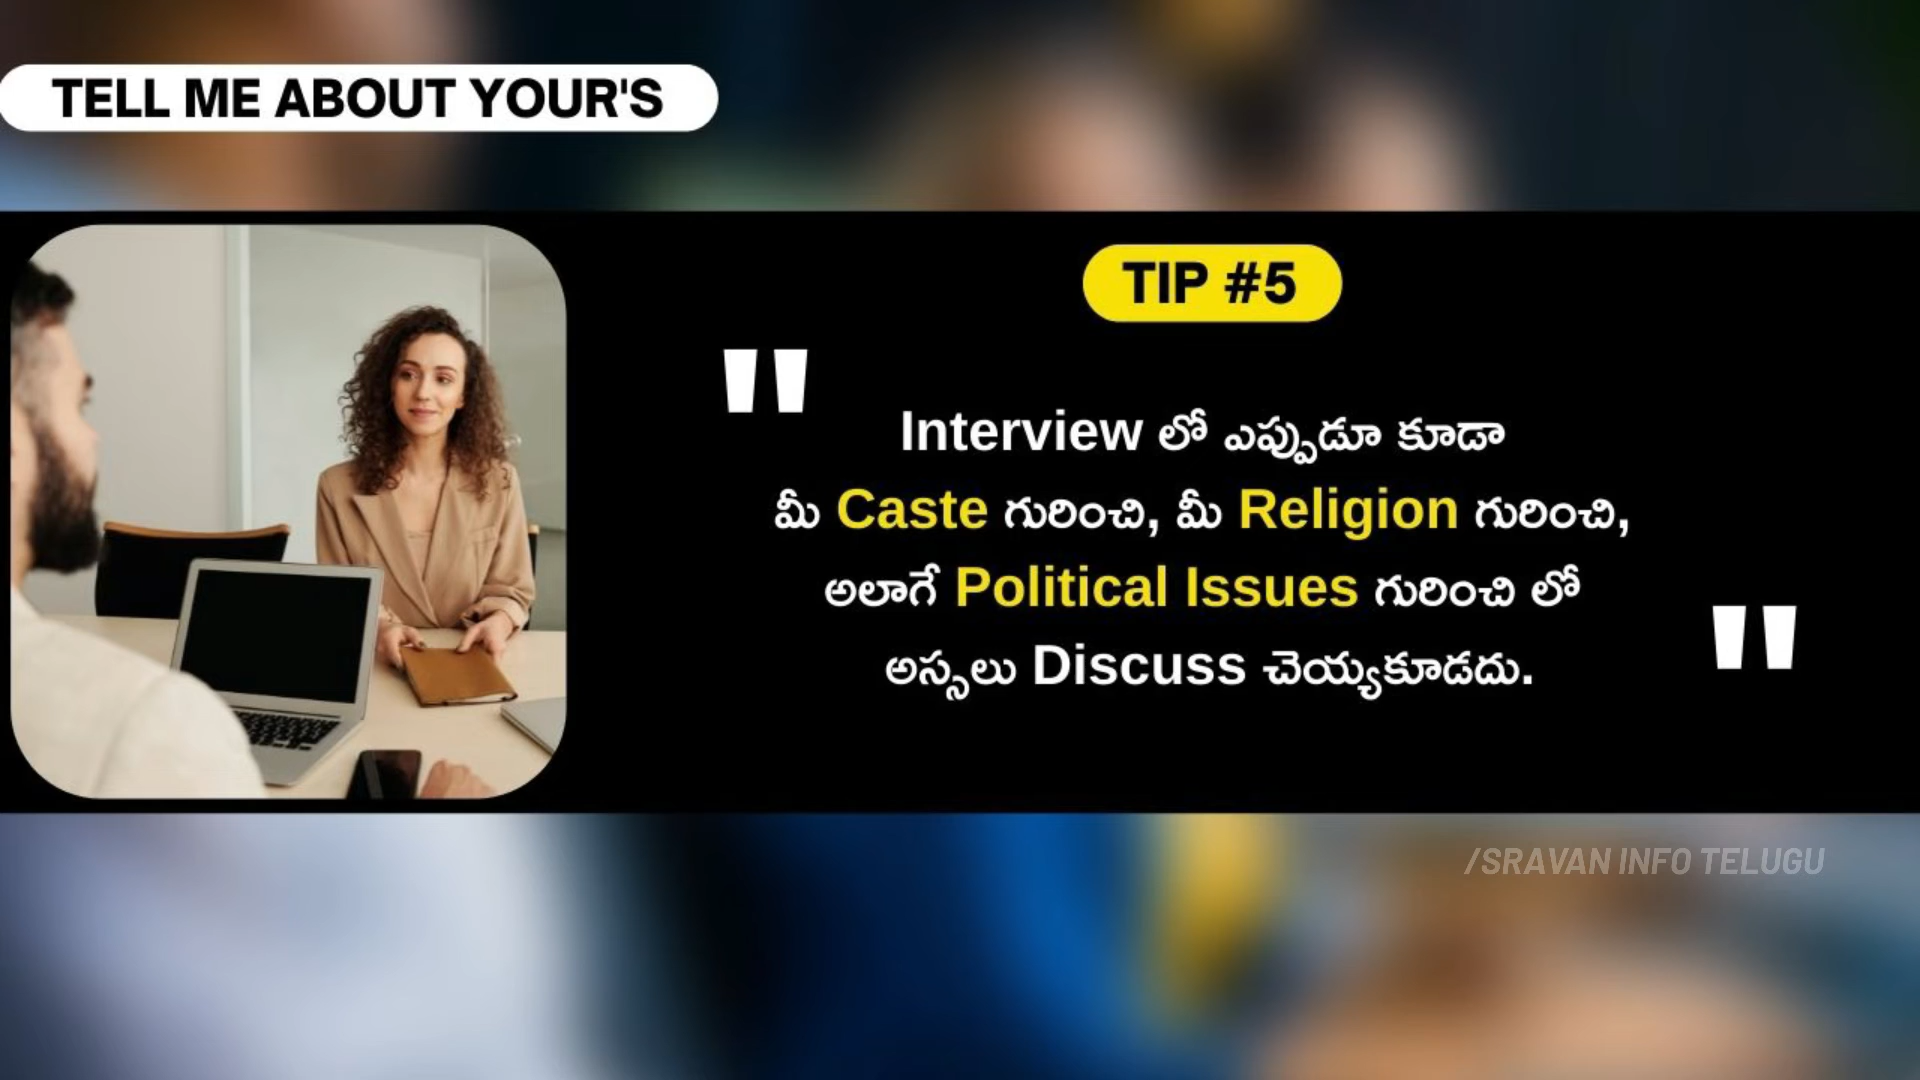 TELL ME ABOUT YOUR'S
TIP #5
"
Interview లో ఎప్పుడూ కూడా
మీ Caste గురించి, మీ Religion గురించి,
అలాగే Political Issues గురించి లో
అస్సలు Discuss చెయ్యకూడదు.
"
/SRAVAN INFO TELUGU